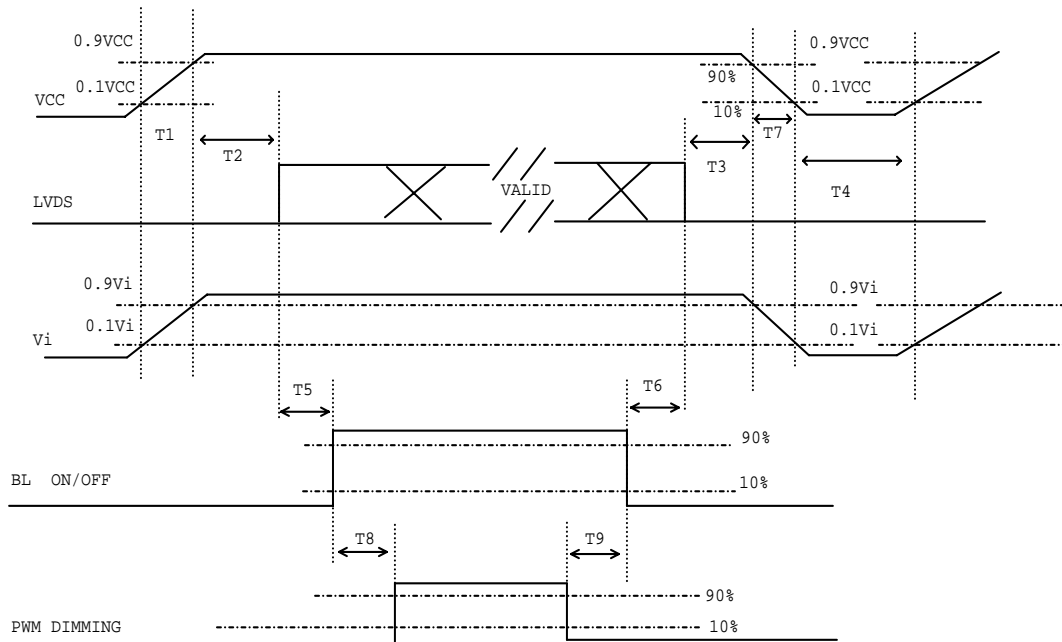 0.9VCC
0.9VCC
90%
0.1VCC
0.1VCC
VCC
10%
T1
T2
T3
T7
T4
VALID
LVDS
0.9Vi
0.9Vi
0.1Vi
0.1Vi
Vi
T5
T6
90%
BL ON/OFF
10%
T8
T9
90%
PWM DIMMING
10%